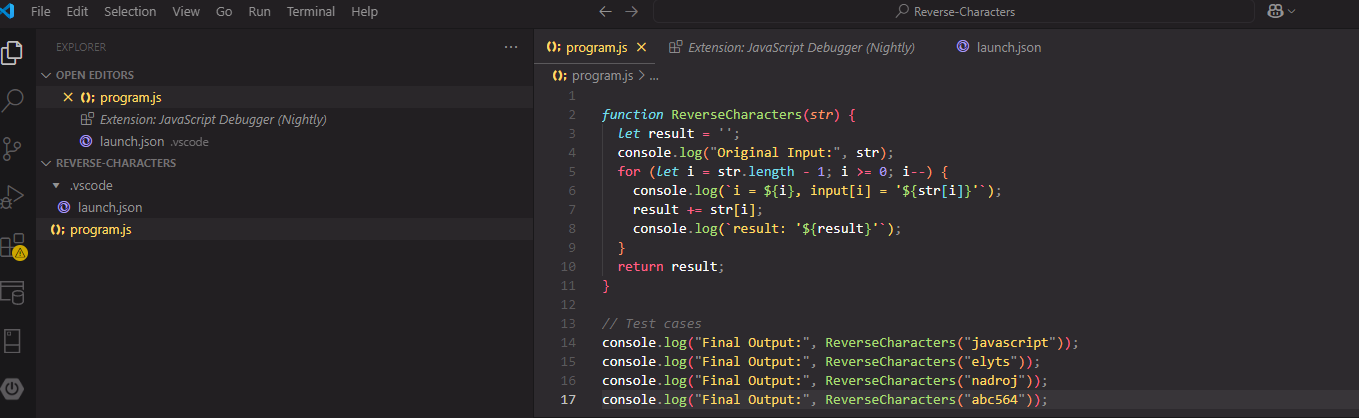 File Edit Selection View Go Run Terminal Help
Reverse-Characters
EXPLORER
OPEN EDITORS
program.js
Extension: JavaScript Debugger (Nightly)
launch.json .vscode
REVERSE-CHARACTERS
.vscode
launch.json
program.js
program.js Extension: JavaScript Debugger (Nightly) launch.json
program.js > ...
1
2 function ReverseCharacters(str) {
3 let result = '';
4 console.log("Original Input:", str);
5 for (let i = str.length - 1; i >= 0; i--) {
6 console.log(`i = ${i}, input[i] = '${str[i]}'`);
7 result += str[i];
8 console.log(`result: '${result}'`);
9 }
10 return result;
11 }
12
13 // Test cases
14 console.log("Final Output:", ReverseCharacters("javascript"));
15 console.log("Final Output:", ReverseCharacters("elyts"));
16 console.log("Final Output:", ReverseCharacters("nadroj"));
17 console.log("Final Output:", ReverseCharacters("abc564"));